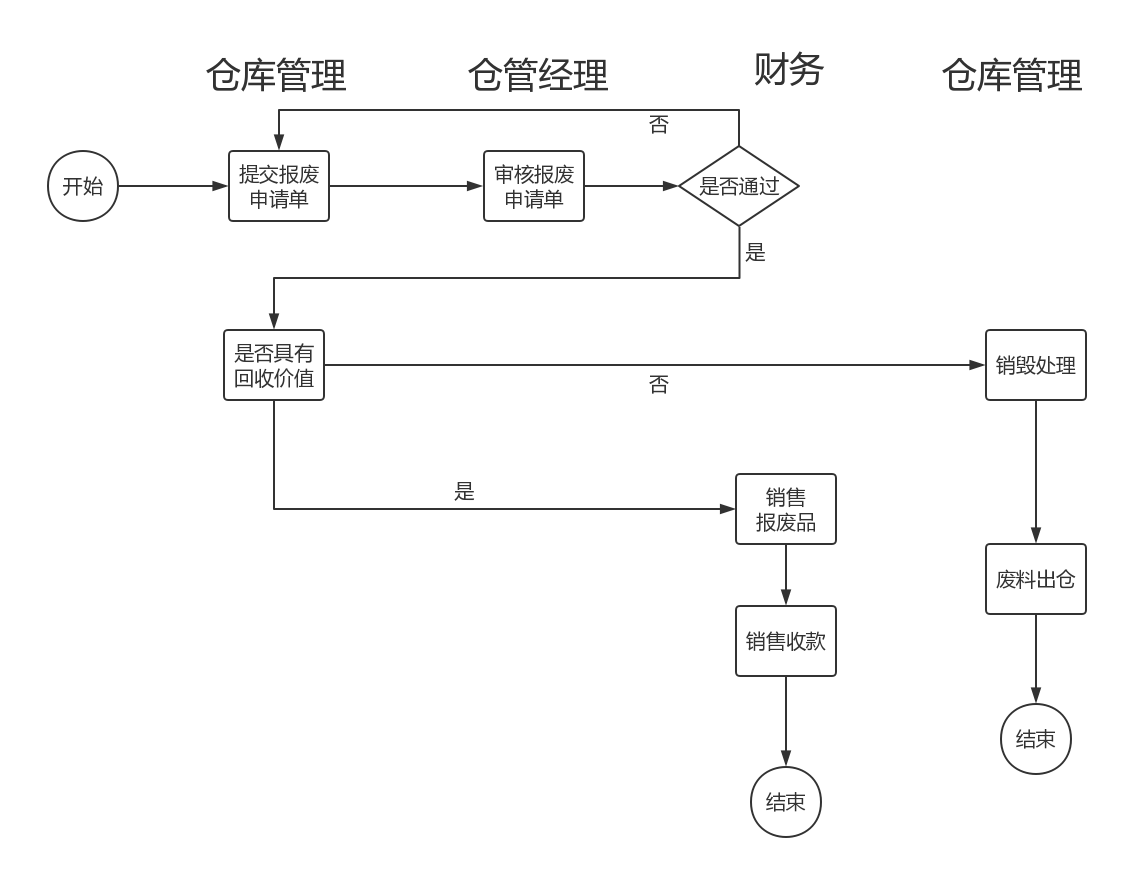 仓库管理
仓管经理
财务
仓库管理
否
开始
提交报废
申请单
审核报废
申请单
是否通过
是
是否具有
回收价值
否
销毁处理
是
销售
报废品
废料出仓
销售收款
结束
结束